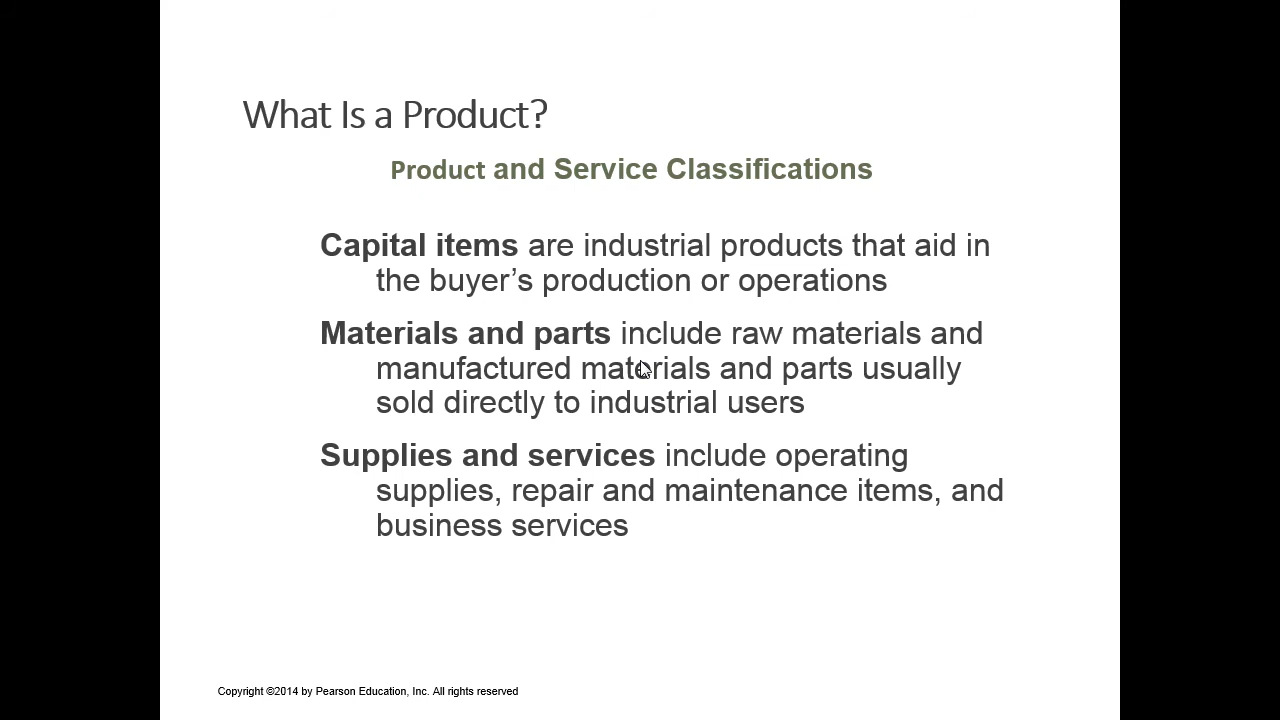 What Is a Product?
Product and Service Classifications
Capital items are industrial products that aid in
the buyer’s production or operations
Materials and parts include raw materials and
manufactured materials and parts usually
sold directly to industrial users
Supplies and services include operating
supplies, repair and maintenance items, and
business services
Copyright ©2014 by Pearson Education, Inc. All rights reserved